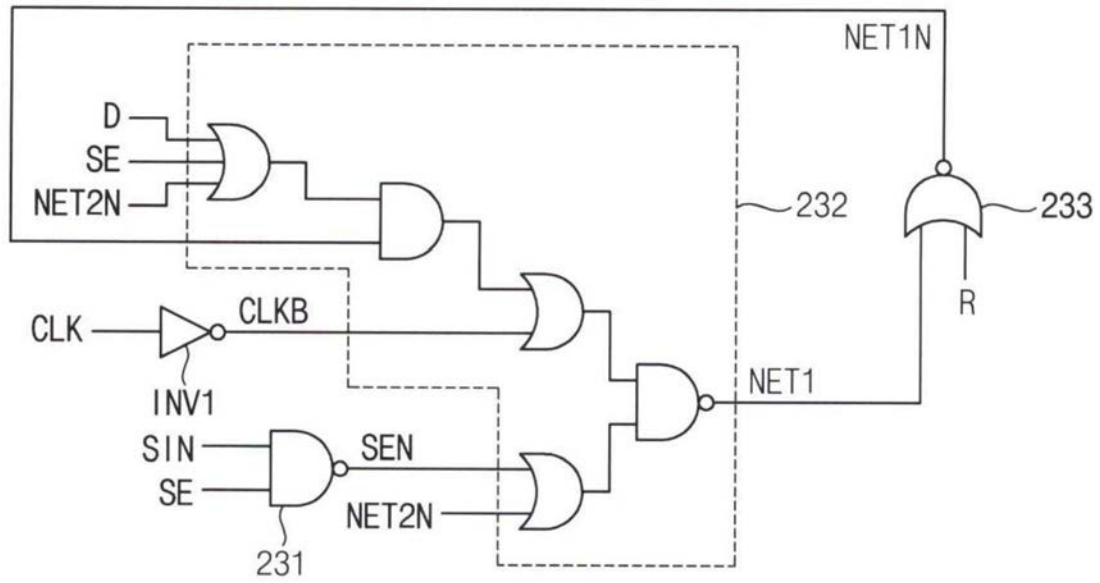 NET1N
D
SE
NET2N
232
233
R
CLK
CLKB
INV1
NET1
SIN
SEN
SE
NET2N
231